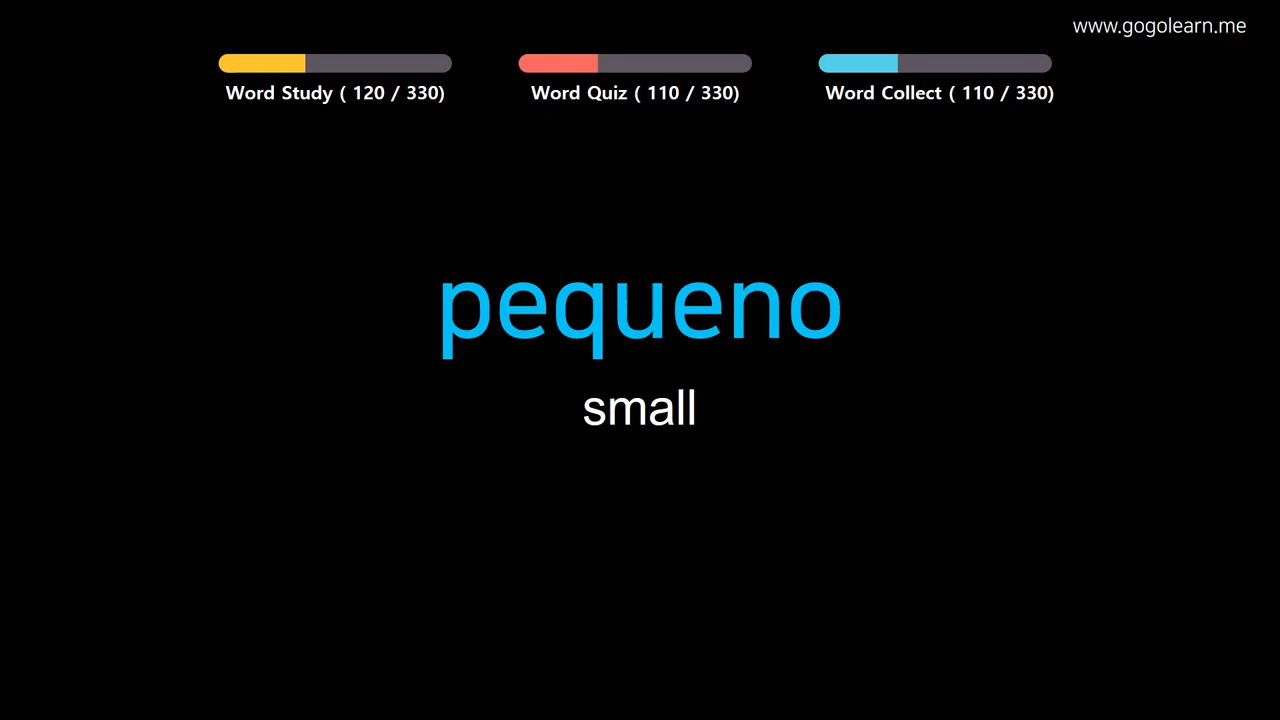 www.gogolearn.me
Word Study ( 120 / 330)
Word Quiz ( 110 / 330)
Word Collect ( 110 / 330)
pequeno
small